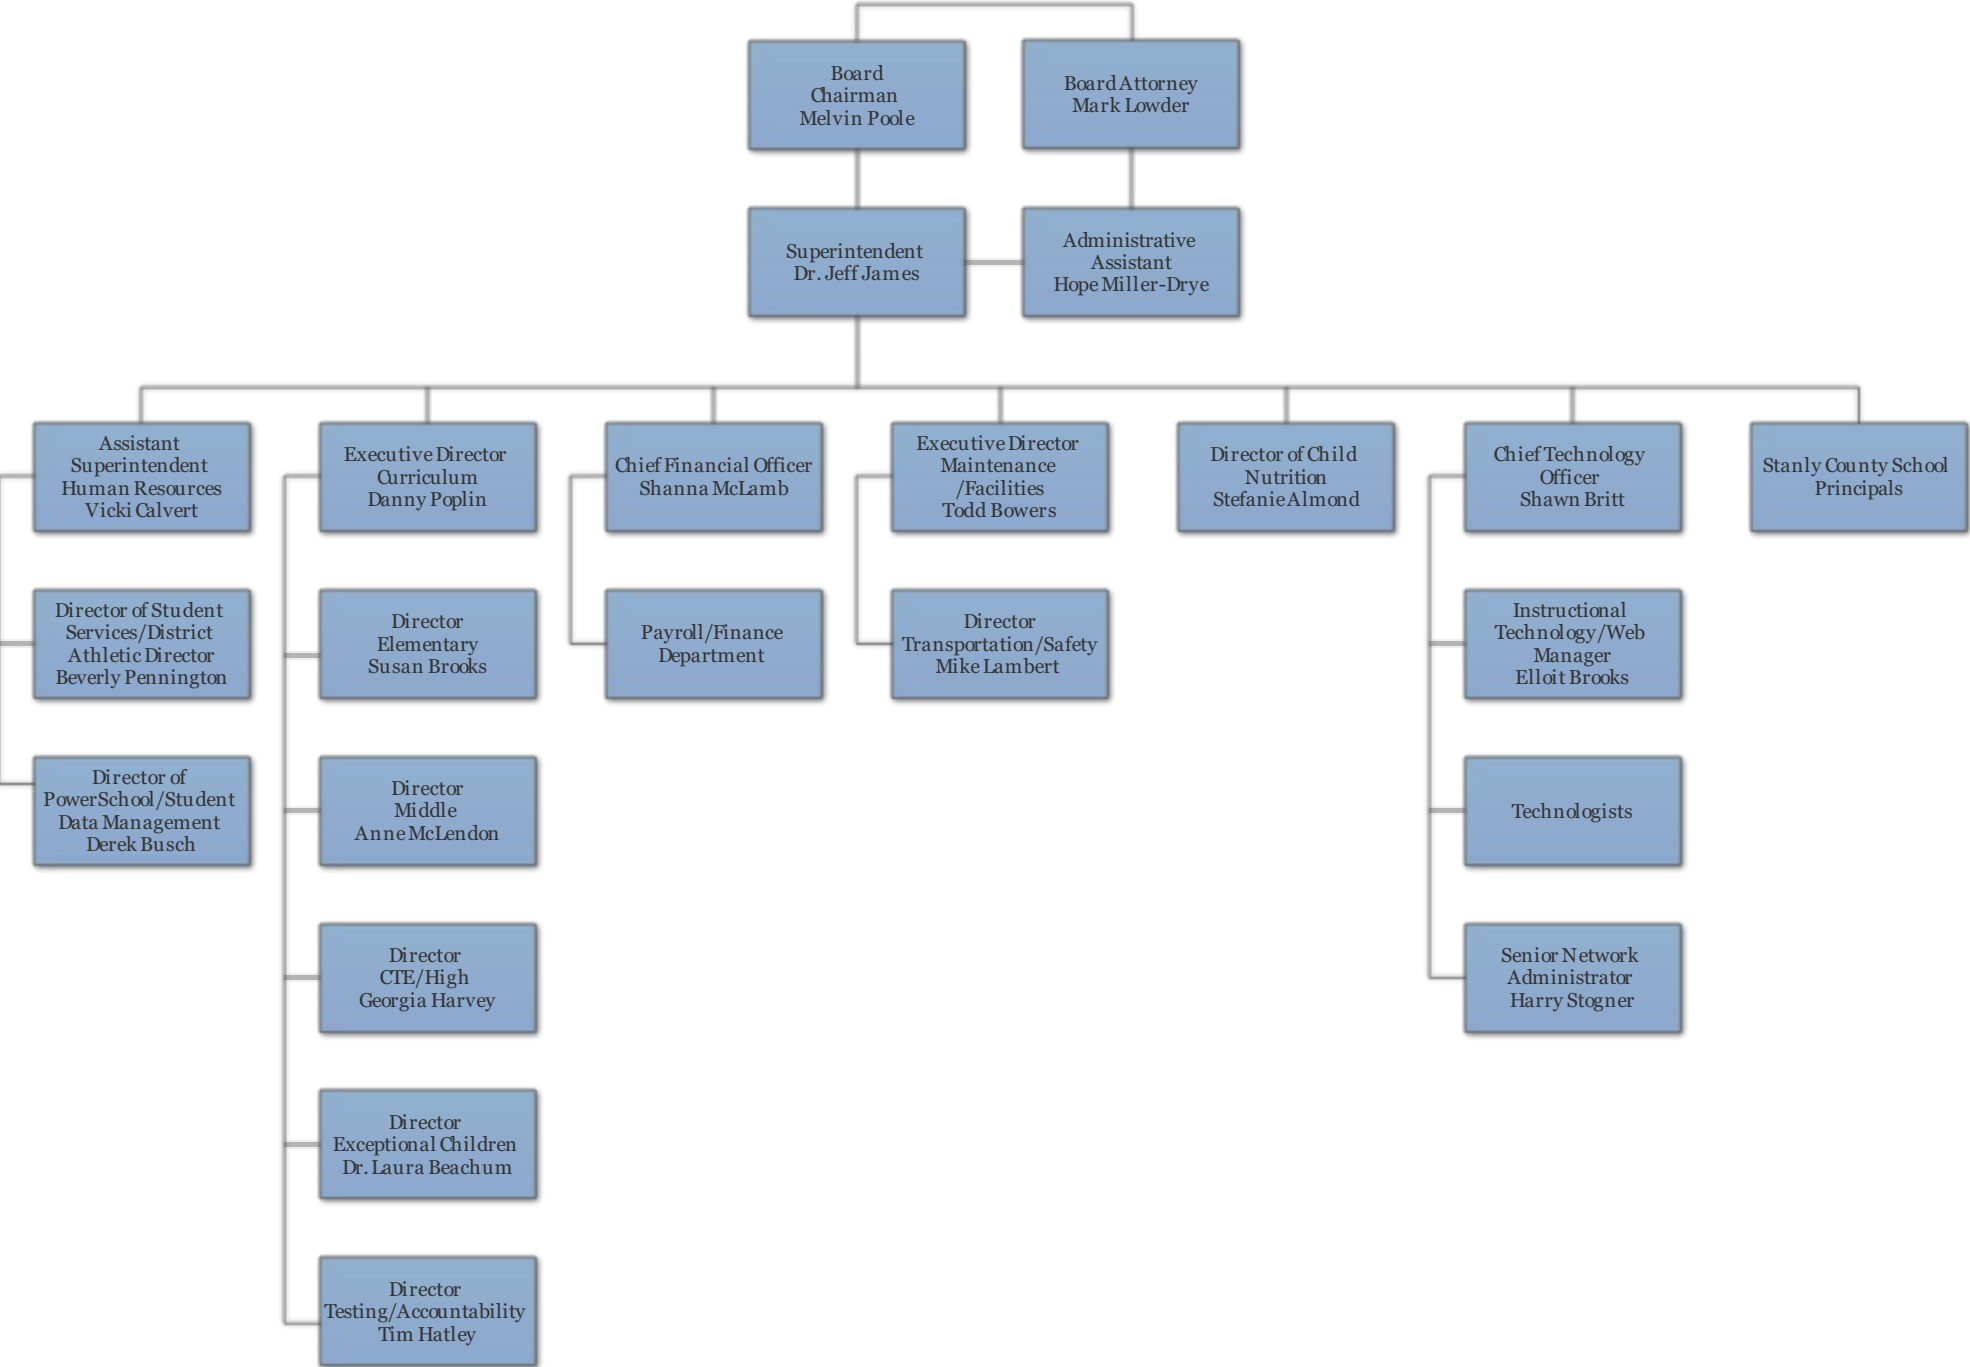 Board
Chairman
Melvin Poole
Board Attorney
Mark Lowder
Superintendent
Dr. Jeff James
Administrative
Assistant
Hope Miller-Drye
Assistant
Superintendent
Human Resources
Vicki Calvert
Executive Director
Curriculum
Danny Poplin
Chief Financial Officer
Shanna McLamb
Executive Director
Maintenance
/Facilities
Todd Bowers
Director of Child
Nutrition
Stefanie Almond
Chief Technology
Officer
Shawn Britt
Stanly County School
Principals
Director of Student
Services/District
Athletic Director
Beverly Pennington
Director
Elementary
Susan Brooks
Payroll/Finance
Department
Director
Transportation/Safety
Mike Lambert
Instructional
Technology/Web
Manager
Elloit Brooks
Director of
PowerSchool/Student
Data Management
Derek Busch
Director
Middle
Anne McLendon
Technologists
Director
CTE/High
Georgia Harvey
Senior Network
Administrator
Harry Stogner
Director
Exceptional Children
Dr. Laura Beachum
Director
Testing/Accountability
Tim Hatley